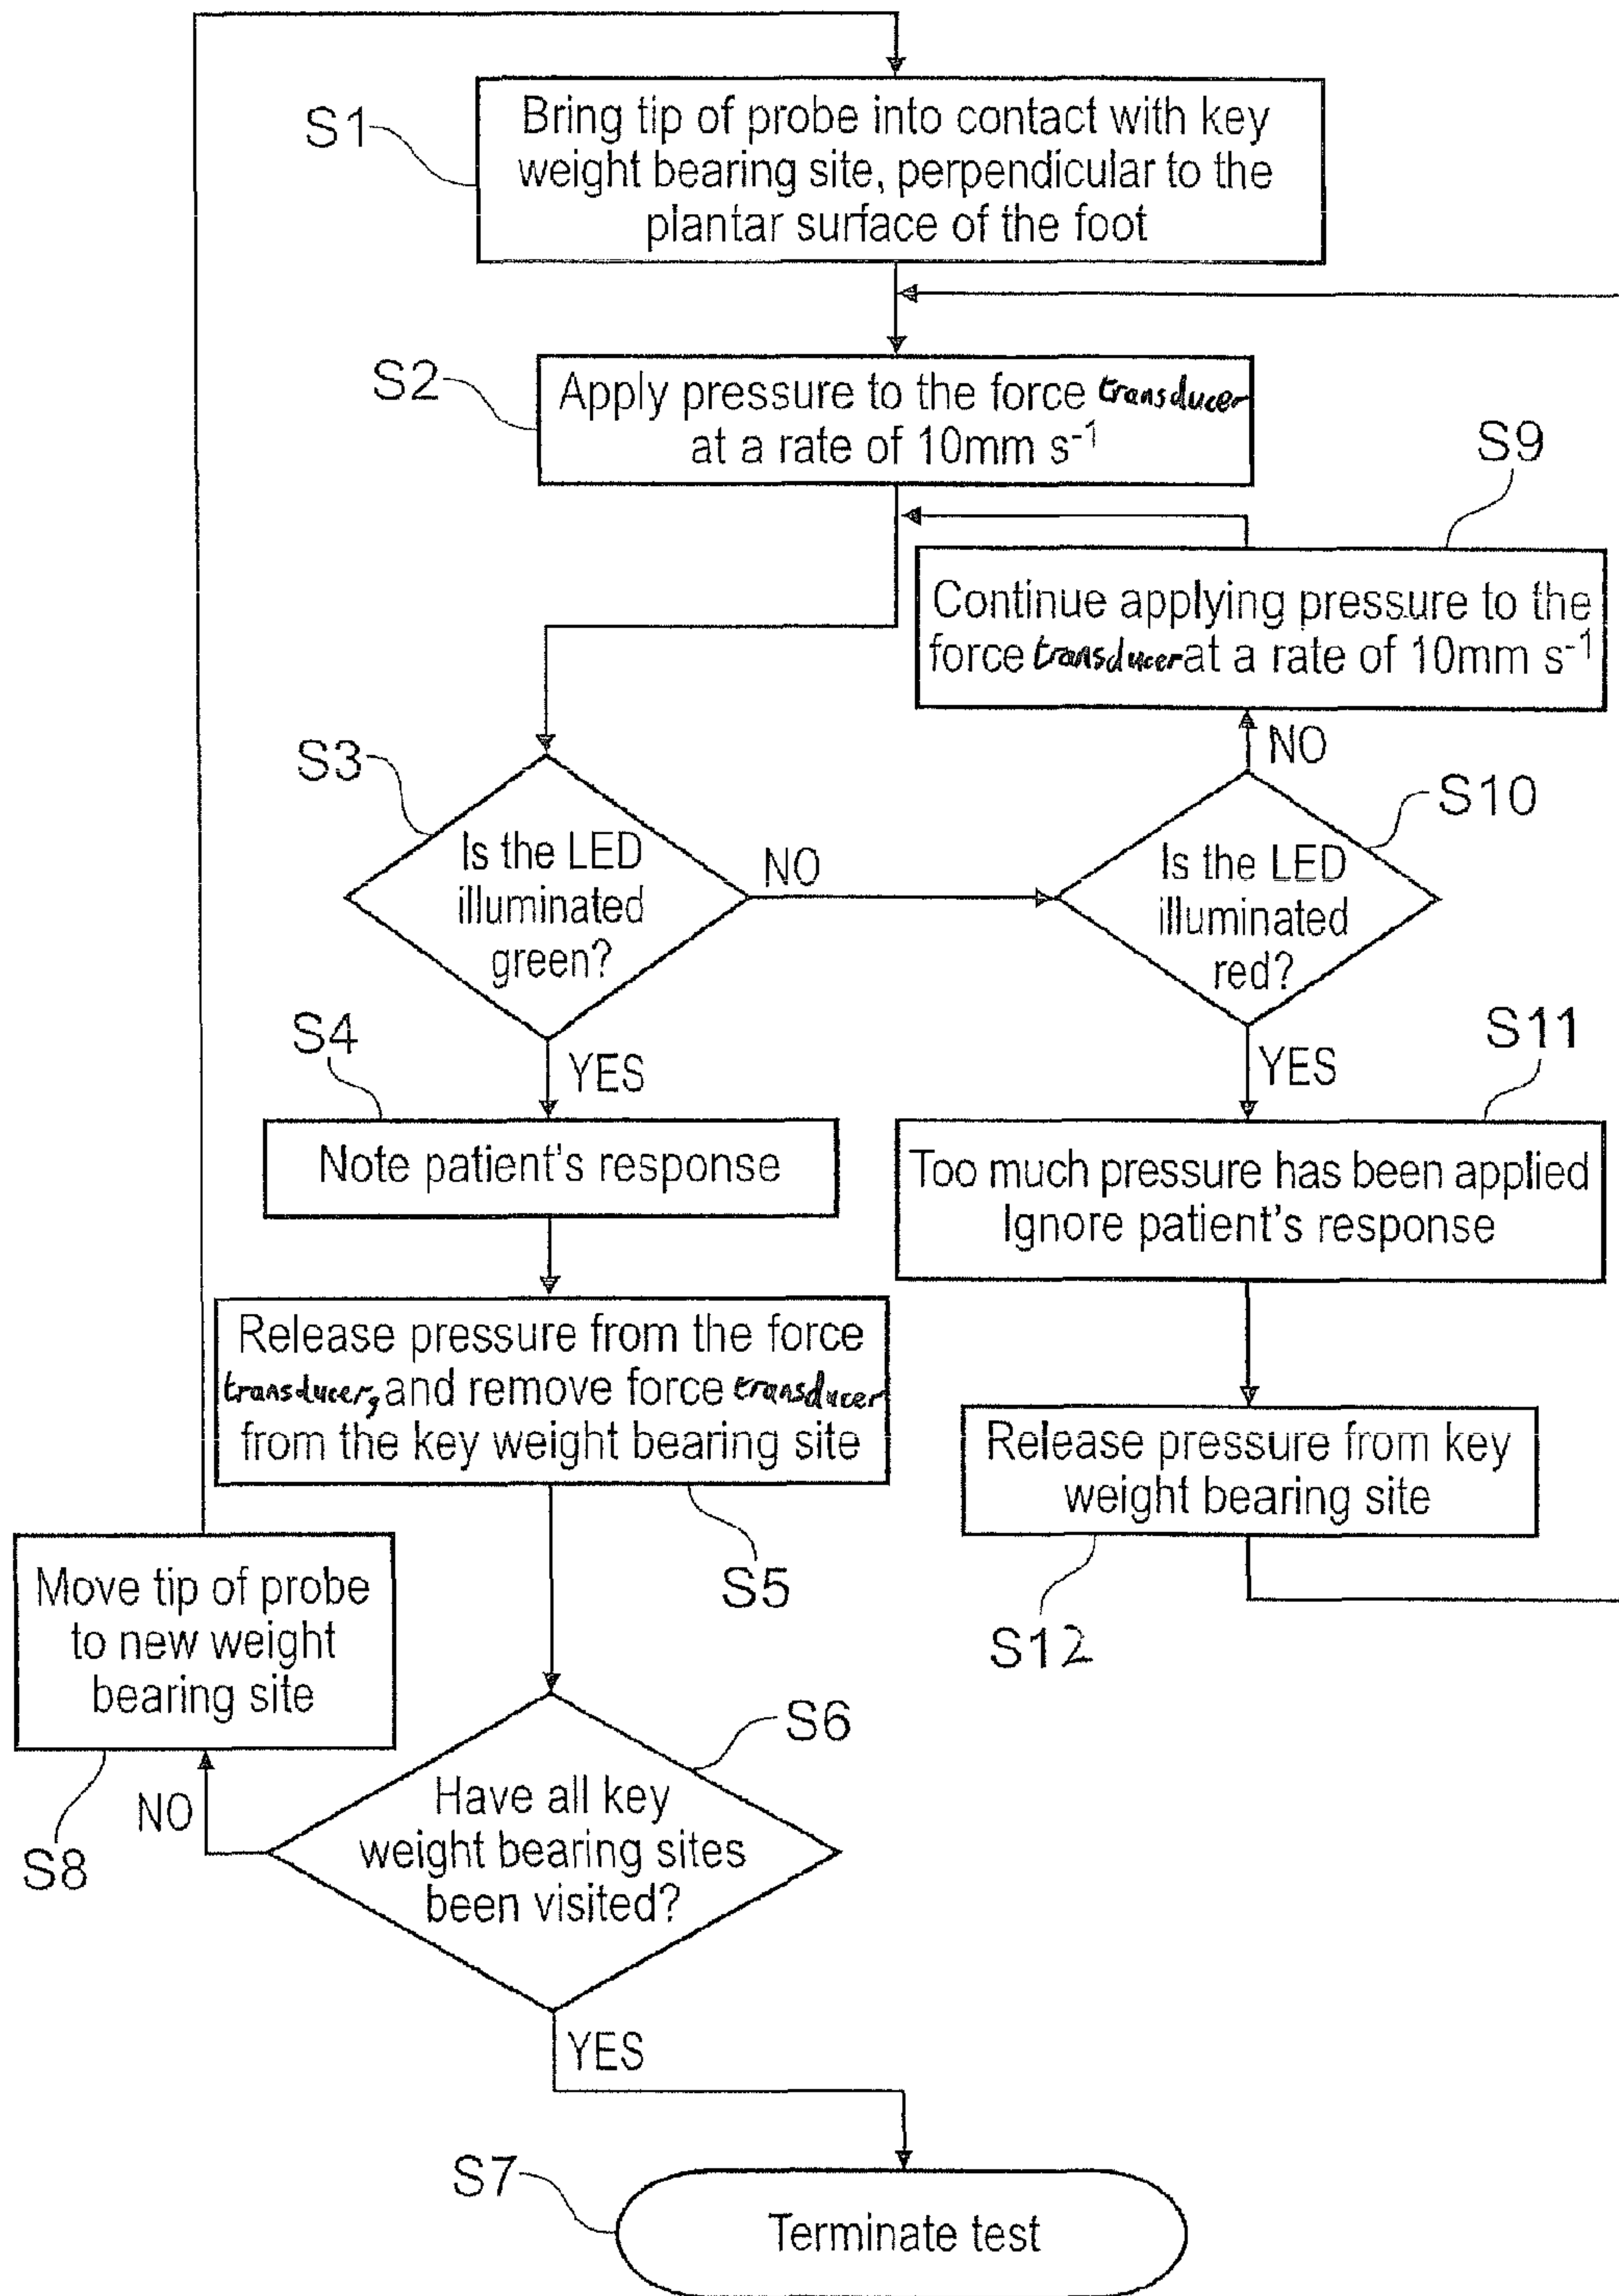 S1
Bring tip of probe into contact with key
weight bearing site, perpendicular to the
plantar surface of the foot
S2
Apply pressure to the force transducer
at a rate of 10mm s⁻¹
S9
Continue applying pressure to the
force transducer at a rate of 10mm s⁻¹
NO
S3
Is the LED
illuminated
green?
NO
S10
Is the LED
illuminated
red?
S4
YES
Note patient's response
S11
YES
Too much pressure has been applied
Ignore patient's response
Release pressure from the force
transducer, and remove force transducer
from the key weight bearing site
S5
Release pressure from key
weight bearing site
S12
Move tip of probe
to new weight
bearing site
S8
NO
S6
Have all key
weight bearing sites
been visited?
YES
S7
Terminate test